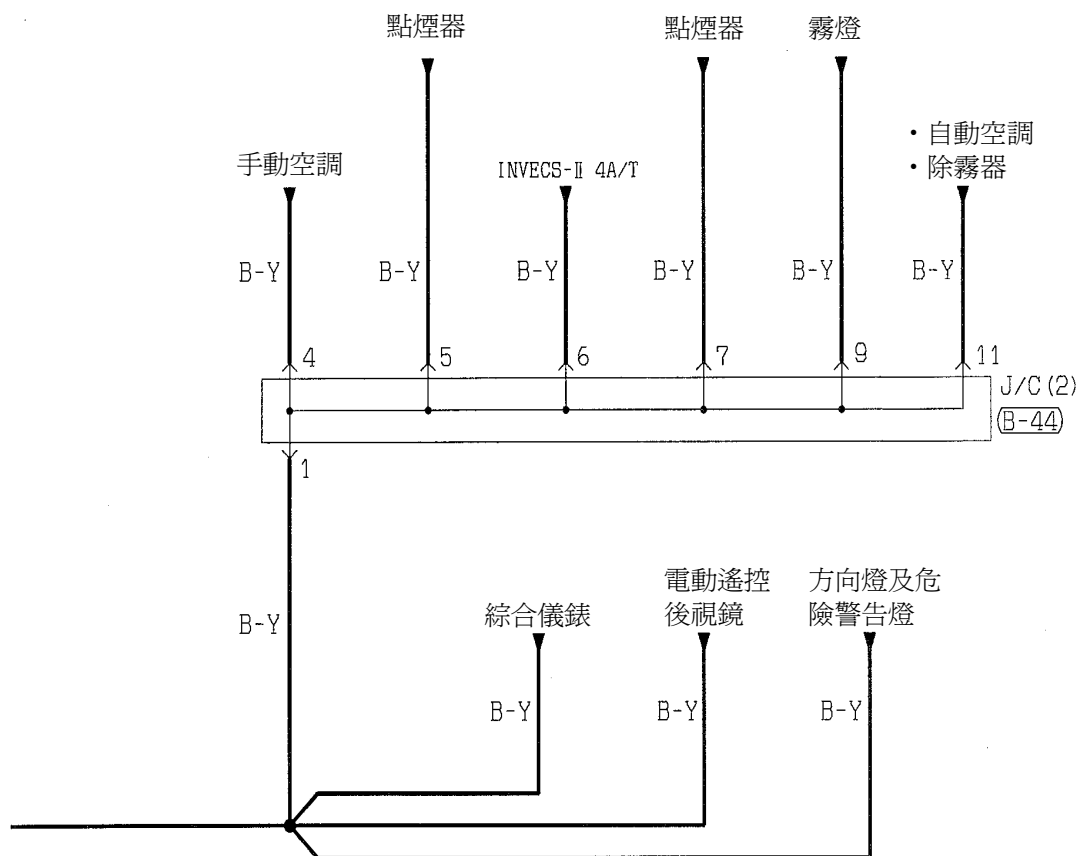 點煙器
點煙器
霧燈
・自動空調
・除霧器
手動空調
INVECS-Ⅱ 4A/T
B-Y
B-Y
B-Y
B-Y
B-Y
B-Y
4
5
6
7
9
11
J/C(2)
B-44
1
電動遙控
後視鏡
方向燈及危
險警告燈
綜合儀錶
B-Y
B-Y
B-Y
B-Y